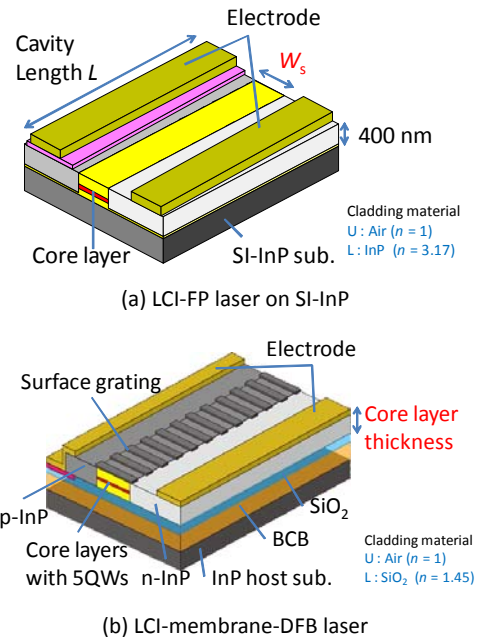 Electrode
Cavity
Length L
Ws
400 nm
Core layer
SI-InP sub.
Cladding material
U : Air (n = 1)
L : InP (n = 3.17)
(a) LCI-FP laser on SI-InP
Electrode
Surface grating
Core layer
thickness
p-InP
SiO2
BCB
Core layers
with 5QWs
n-InP
InP host sub.
Cladding material
U : Air (n = 1)
L : SiO2 (n = 1.45)
(b) LCI-membrane-DFB laser